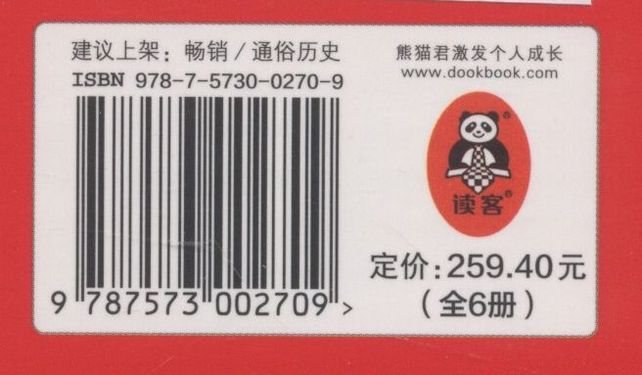 建议上架：畅销/通俗历史
ISBN 978-7-5730-0270-9
9 787573 002709 >
熊猫君激发个人成长
www.dookbook.com
®
读客®
定价：259.40元
（全6册）